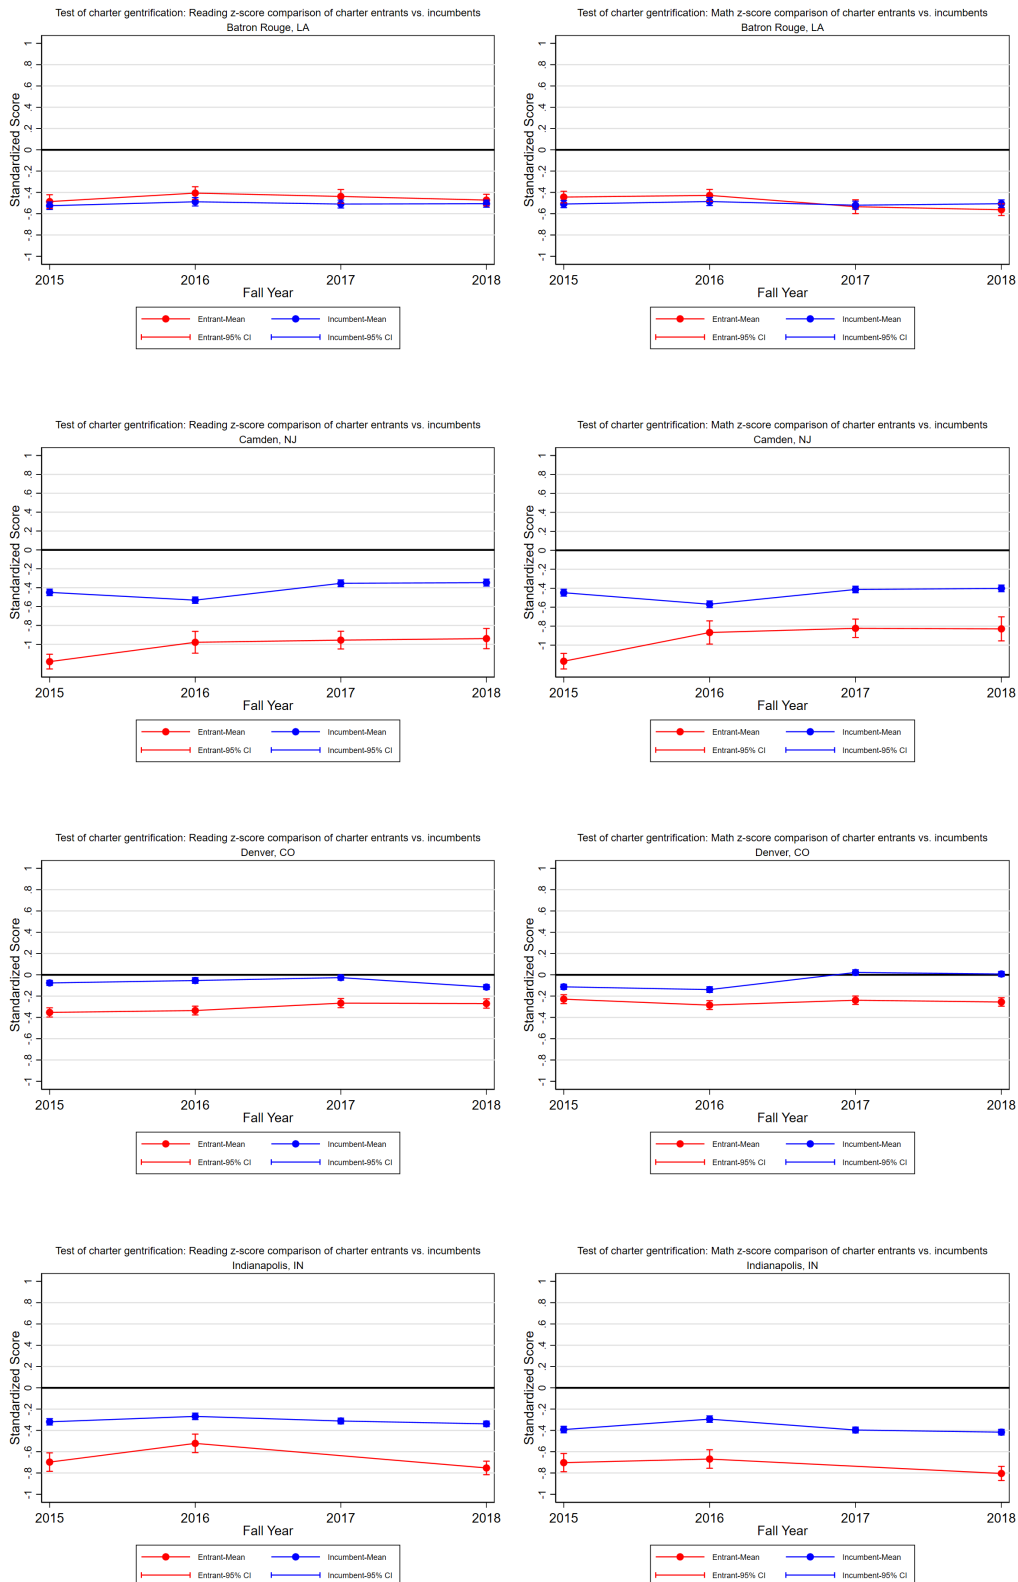 Test of charter gentrification: Reading z-score comparison of charter entrants vs. incumbents
Batron Rouge, LA
Standardized Score
1
.8
.6
.4
.2
0
-.2
-.4
-.6
-.8
-1
2015 2016 2017 2018
Fall Year
Entrant-Mean Incumbent-Mean
Entrant-95% CI Incumbent-95% CI
Test of charter gentrification: Math z-score comparison of charter entrants vs. incumbents
Batron Rouge, LA
Standardized Score
1
.8
.6
.4
.2
0
-.2
-.4
-.6
-.8
-1
2015 2016 2017 2018
Fall Year
Entrant-Mean Incumbent-Mean
Entrant-95% CI Incumbent-95% CI
Test of charter gentrification: Reading z-score comparison of charter entrants vs. incumbents
Camden, NJ
Standardized Score
1
.8
.6
.4
.2
0
-.2
-.4
-.6
-.8
-1
2015 2016 2017 2018
Fall Year
Entrant-Mean Incumbent-Mean
Entrant-95% CI Incumbent-95% CI
Test of charter gentrification: Math z-score comparison of charter entrants vs. incumbents
Camden, NJ
Standardized Score
1
.8
.6
.4
.2
0
-.2
-.4
-.6
-.8
-1
2015 2016 2017 2018
Fall Year
Entrant-Mean Incumbent-Mean
Entrant-95% CI Incumbent-95% CI
Test of charter gentrification: Reading z-score comparison of charter entrants vs. incumbents
Denver, CO
Standardized Score
1
.8
.6
.4
.2
0
-.2
-.4
-.6
-.8
-1
2015 2016 2017 2018
Fall Year
Entrant-Mean Incumbent-Mean
Entrant-95% CI Incumbent-95% CI
Test of charter gentrification: Math z-score comparison of charter entrants vs. incumbents
Denver, CO
Standardized Score
1
.8
.6
.4
.2
0
-.2
-.4
-.6
-.8
-1
2015 2016 2017 2018
Fall Year
Entrant-Mean Incumbent-Mean
Entrant-95% CI Incumbent-95% CI
Test of charter gentrification: Reading z-score comparison of charter entrants vs. incumbents
Indianapolis, IN
Standardized Score
1
.8
.6
.4
.2
0
-.2
-.4
-.6
-.8
-1
2015 2016 2017 2018
Fall Year
Entrant-Mean Incumbent-Mean
Entrant-95% CI Incumbent-95% CI
Test of charter gentrification: Math z-score comparison of charter entrants vs. incumbents
Indianapolis, IN
Standardized Score
1
.8
.6
.4
.2
0
-.2
-.4
-.6
-.8
-1
2015 2016 2017 2018
Fall Year
Entrant-Mean Incumbent-Mean
Entrant-95% CI Incumbent-95% CI